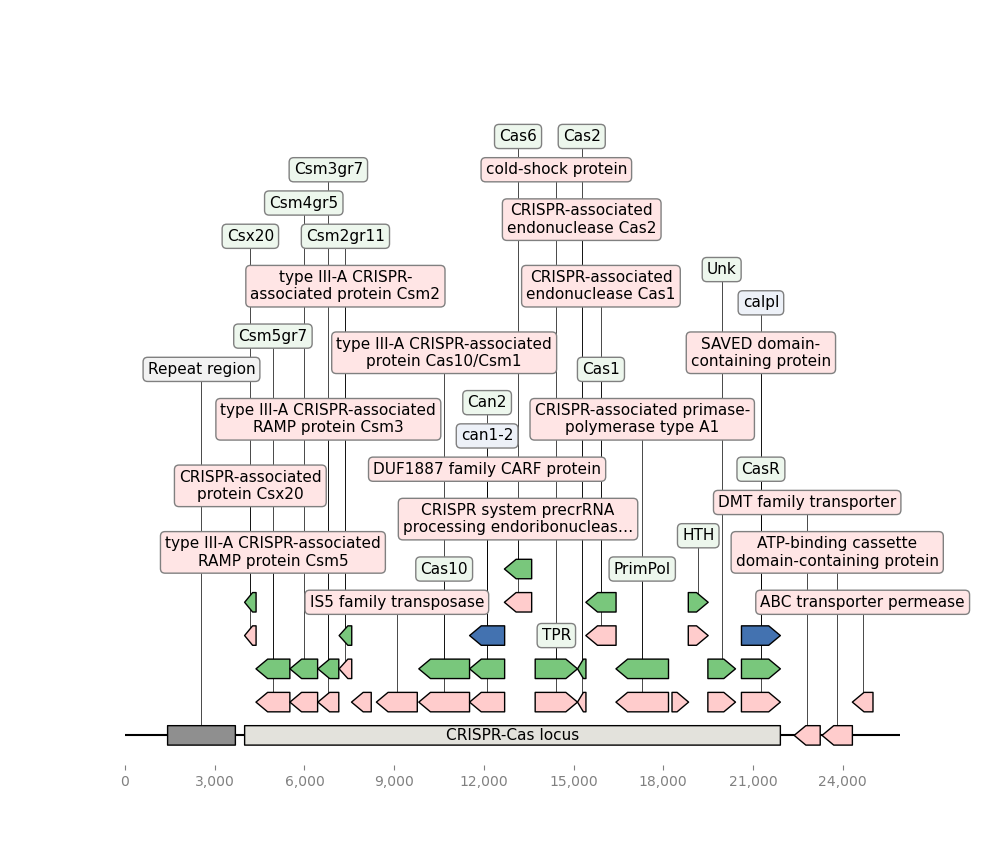 Cas6
Cas2
Csm3gr7
cold-shock protein
Csm4gr5
CRISPR-associated
endonuclease Cas2
Csx20
Csm2gr11
Unk
type III-A CRISPR-
associated protein Csm2
CRISPR-associated
endonuclease Cas1
calpl
Csm5gr7
type III-A CRISPR-associated
protein Cas10/Csm1
SAVED domain-
containing protein
Repeat region
Cas1
Can2
type III-A CRISPR-associated
RAMP protein Csm3
CRISPR-associated primase-
polymerase type A1
can1-2
DUF1887 family CARF protein
CasR
CRISPR-associated
protein Csx20
DMT family transporter
CRISPR system precrRNA
processing endoribonucleas...
HTH
type III-A CRISPR-associated
RAMP protein Csm5
ATP-binding cassette
domain-containing protein
Cas10
PrimPol
IS5 family transposase
ABC transporter permease
TPR
CRISPR-Cas locus
0
3,000
6,000
9,000
12,000
15,000
18,000
21,000
24,000